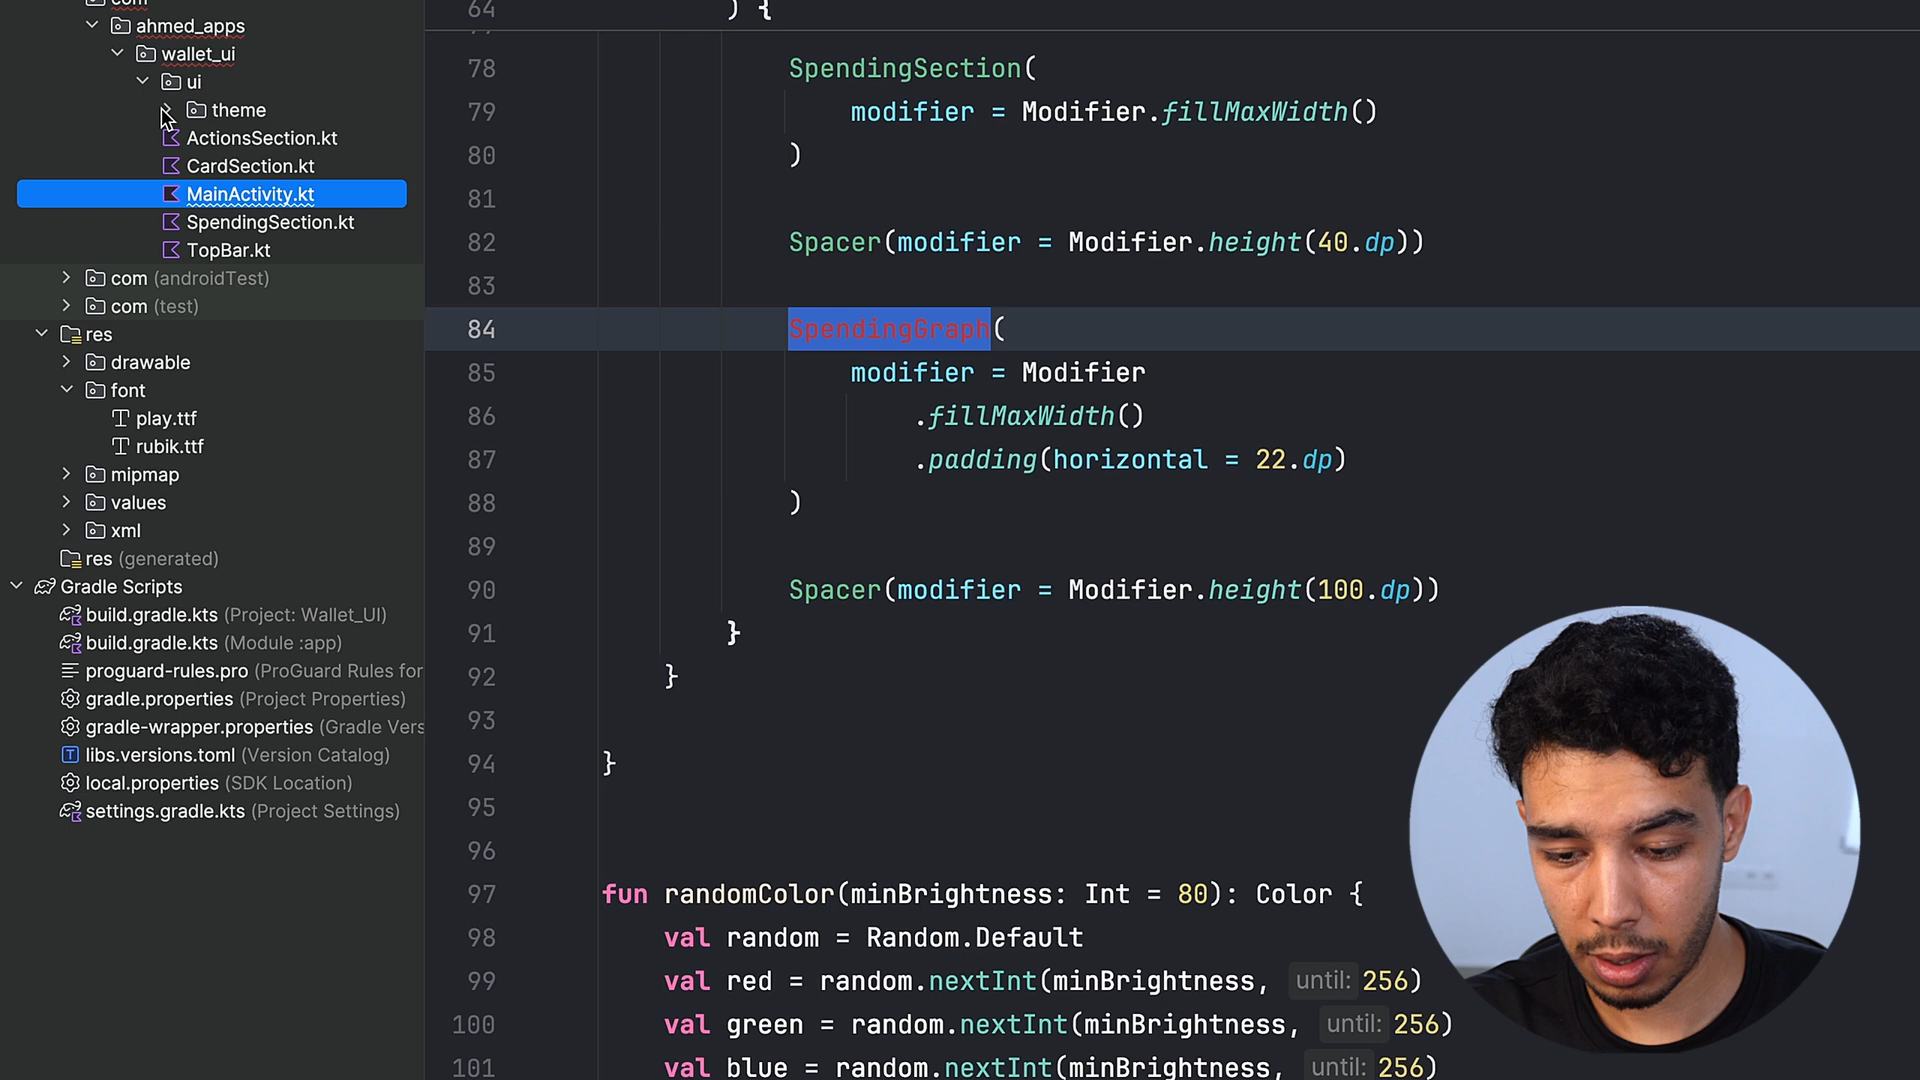 com
ahmed_apps
wallet_ui
ui
theme
ActionsSection.kt
CardSection.kt
MainActivity.kt
SpendingSection.kt
TopBar.kt
com (androidTest)
com (test)
res
drawable
font
play.ttf
rubik.ttf
mipmap
values
xml
res (generated)
Gradle Scripts
build.gradle.kts (Project: Wallet_UI)
build.gradle.kts (Module :app)
proguard-rules.pro (ProGuard Rules for
gradle.properties (Project Properties)
gradle-wrapper.properties (Gradle Vers
libs.versions.toml (Version Catalog)
local.properties (SDK Location)
settings.gradle.kts (Project Settings)
64 ) {
78 SpendingSection(
79 modifier = Modifier.fillMaxWidth()
80 )
81
82 Spacer(modifier = Modifier.height(40.dp))
83
84 SpendingGraph(
85 modifier = Modifier
86 .fillMaxWidth()
87 .padding(horizontal = 22.dp)
88 )
89
90 Spacer(modifier = Modifier.height(100.dp))
91 }
92 }
93
94 }
95
96
97 fun randomColor(minBrightness: Int = 80): Color {
98 val random = Random.Default
99 val red = random.nextInt(minBrightness, until: 256)
100 val green = random.nextInt(minBrightness, until: 256)
101 val blue = random.nextInt(minBrightness, until: 256)